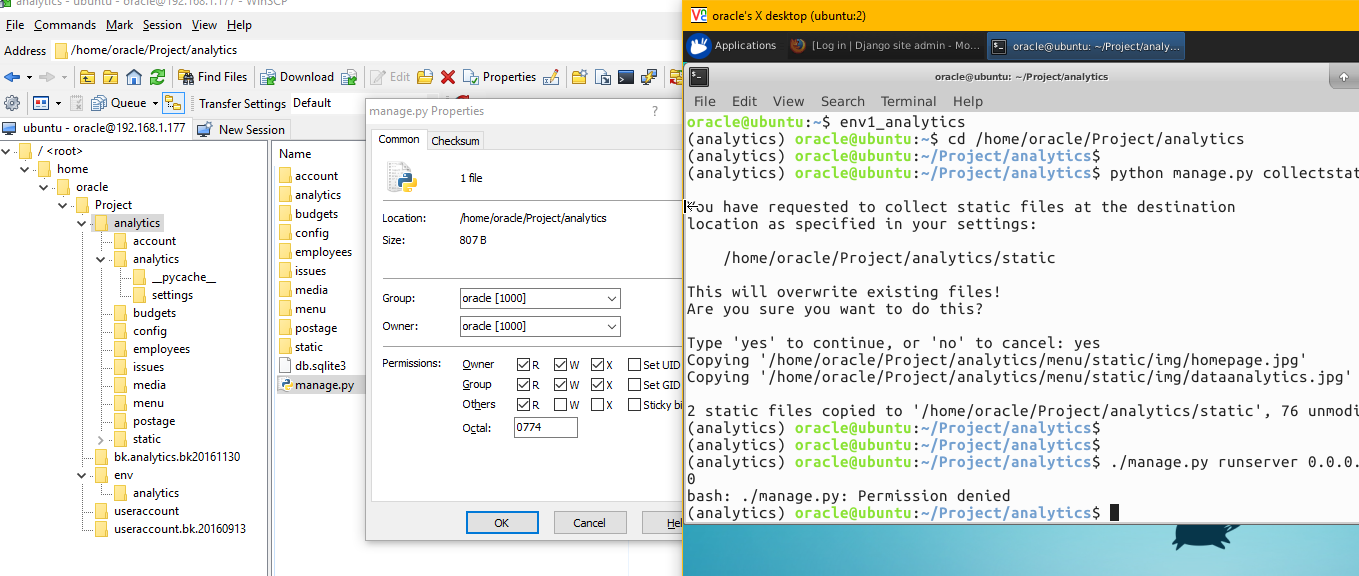 analytics - ubuntu - oracle@192.168.1.177 - WinSCP
File Commands Mark Session View Help
Address /home/oracle/Project/analytics
Find Files Download Edit Properties
Queue Transfer Settings Default
ubuntu - oracle@192.168.1.177 New Session
/ <root>
home
oracle
Project
analytics
account
analytics
__pycache__
settings
budgets
config
employees
issues
media
menu
postage
static
bk.analytics.bk20161130
env
analytics
useraccount
useraccount.bk.20160913
Name
account
analytics
budgets
config
employees
issues
media
menu
postage
static
db.sqlite3
manage.py
manage.py Properties ?
Common Checksum
1 file
Location: /home/oracle/Project/analytics
Size: 807 B
Group: oracle [1000]
Owner: oracle [1000]
Permissions: Owner R W X Set UID
Group R W X Set GID
Others R W X Sticky bi
Octal: 0774
OK Cancel Hel
oracle's X desktop (ubuntu:2)
Applications [Log in | Django site admin - Mo... oracle@ubuntu: ~/Project/analy...
oracle@ubuntu: ~/Project/analytics
File Edit View Search Terminal Help
oracle@ubuntu:~$ env1_analytics
(analytics) oracle@ubuntu:~$ cd /home/oracle/Project/analytics
(analytics) oracle@ubuntu:~/Project/analytics$
(analytics) oracle@ubuntu:~/Project/analytics$ python manage.py collectstat
You have requested to collect static files at the destination
location as specified in your settings:
/home/oracle/Project/analytics/static
This will overwrite existing files!
Are you sure you want to do this?
Type 'yes' to continue, or 'no' to cancel: yes
Copying '/home/oracle/Project/analytics/menu/static/img/homepage.jpg'
Copying '/home/oracle/Project/analytics/menu/static/img/dataanalytics.jpg'
2 static files copied to '/home/oracle/Project/analytics/static', 76 unmodi
(analytics) oracle@ubuntu:~/Project/analytics$
(analytics) oracle@ubuntu:~/Project/analytics$
(analytics) oracle@ubuntu:~/Project/analytics$ ./manage.py runserver 0.0.0.
0
bash: ./manage.py: Permission denied
(analytics) oracle@ubuntu:~/Project/analytics$